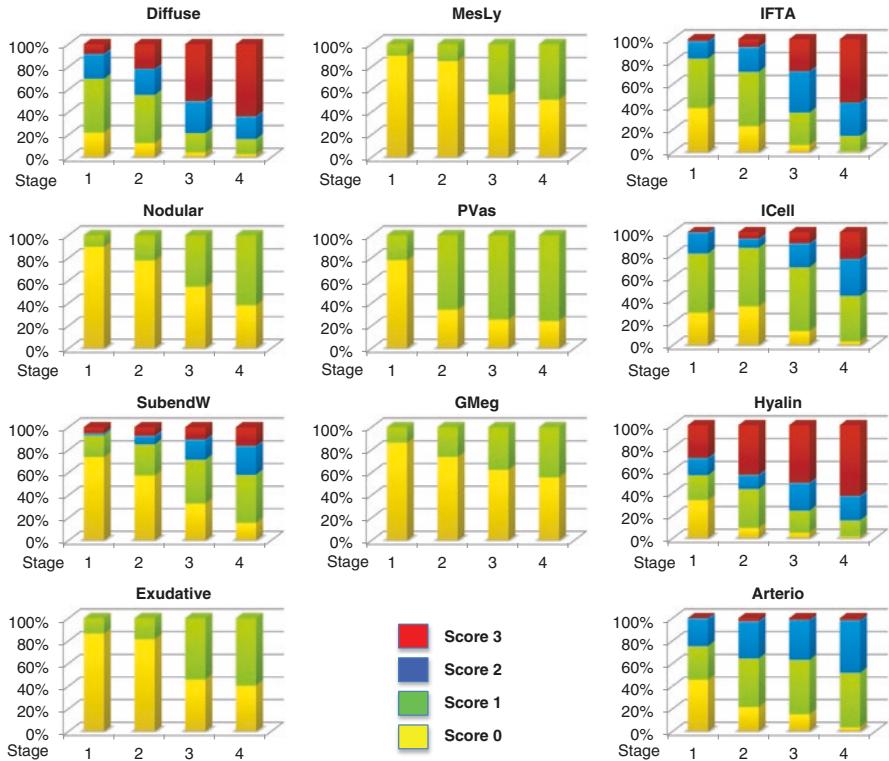 Diffuse
100%
80%
60%
40%
20%
0%
Stage 1 2 3 4
MesLy
100%
80%
60%
40%
20%
0%
Stage 1 2 3 4
IFTA
100%
80%
60%
40%
20%
0%
Stage 1 2 3 4
Nodular
100%
80%
60%
40%
20%
0%
Stage 1 2 3 4
PVas
100%
80%
60%
40%
20%
0%
Stage 1 2 3 4
ICell
100%
80%
60%
40%
20%
0%
Stage 1 2 3 4
SubendW
100%
80%
60%
40%
20%
0%
Stage 1 2 3 4
GMeg
100%
80%
60%
40%
20%
0%
Stage 1 2 3 4
Hyalin
100%
80%
60%
40%
20%
0%
Stage 1 2 3 4
Exudative
100%
80%
60%
40%
20%
0%
Stage 1 2 3 4
Score 3
Score 2
Score 1
Score 0
Arterio
100%
80%
60%
40%
20%
0%
Stage 1 2 3 4